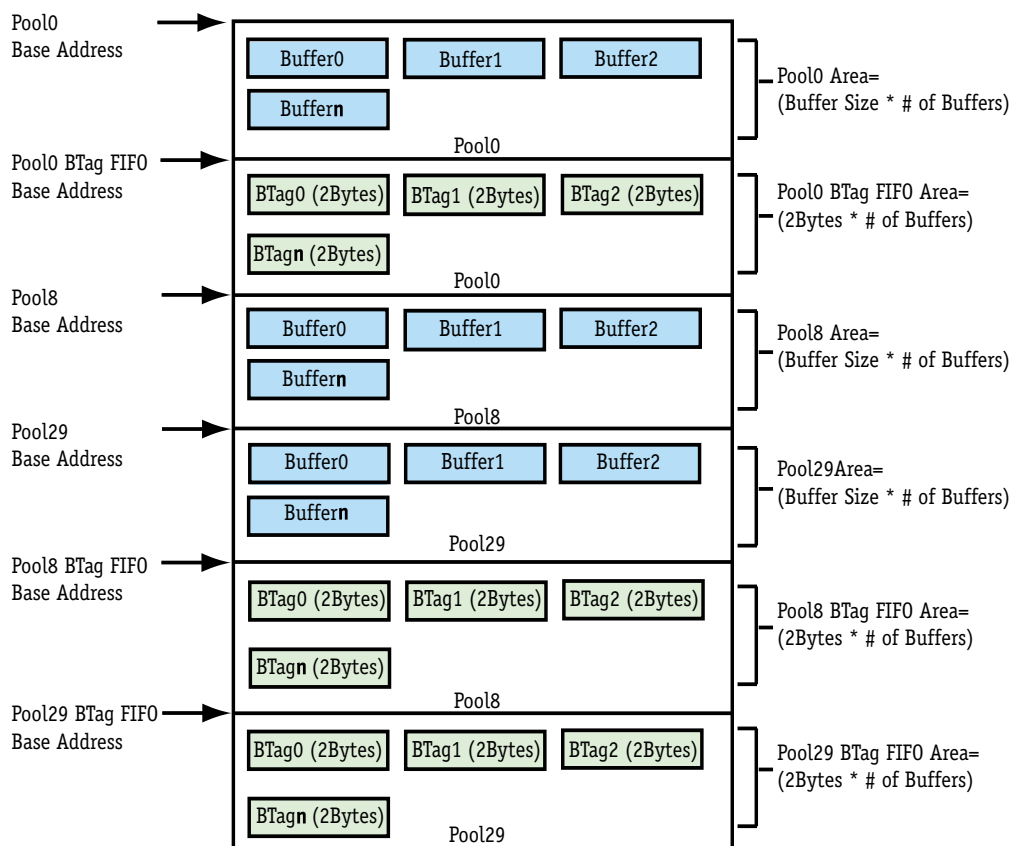 Pool0
Base Address
Buffer0 Buffer1 Buffer2
Buffern
Pool0
Pool0 Area=
(Buffer Size * # of Buffers)
Pool0 BTag FIFO
Base Address
BTag0 (2Bytes) BTag1 (2Bytes) BTag2 (2Bytes)
BTagn (2Bytes)
Pool0
Pool0 BTag FIFO Area=
(2Bytes * # of Buffers)
Pool8
Base Address
Buffer0 Buffer1 Buffer2
Buffern
Pool8
Pool8 Area=
(Buffer Size * # of Buffers)
Pool29
Base Address
Buffer0 Buffer1 Buffer2
Buffern
Pool29
Pool29Area=
(Buffer Size * # of Buffers)
Pool8 BTag FIFO
Base Address
BTag0 (2Bytes) BTag1 (2Bytes) BTag2 (2Bytes)
BTagn (2Bytes)
Pool8
Pool8 BTag FIFO Area=
(2Bytes * # of Buffers)
Pool29 BTag FIFO
Base Address
BTag0 (2Bytes) BTag1 (2Bytes) BTag2 (2Bytes)
BTagn (2Bytes)
Pool29
Pool29 BTag FIFO Area=
(2Bytes * # of Buffers)